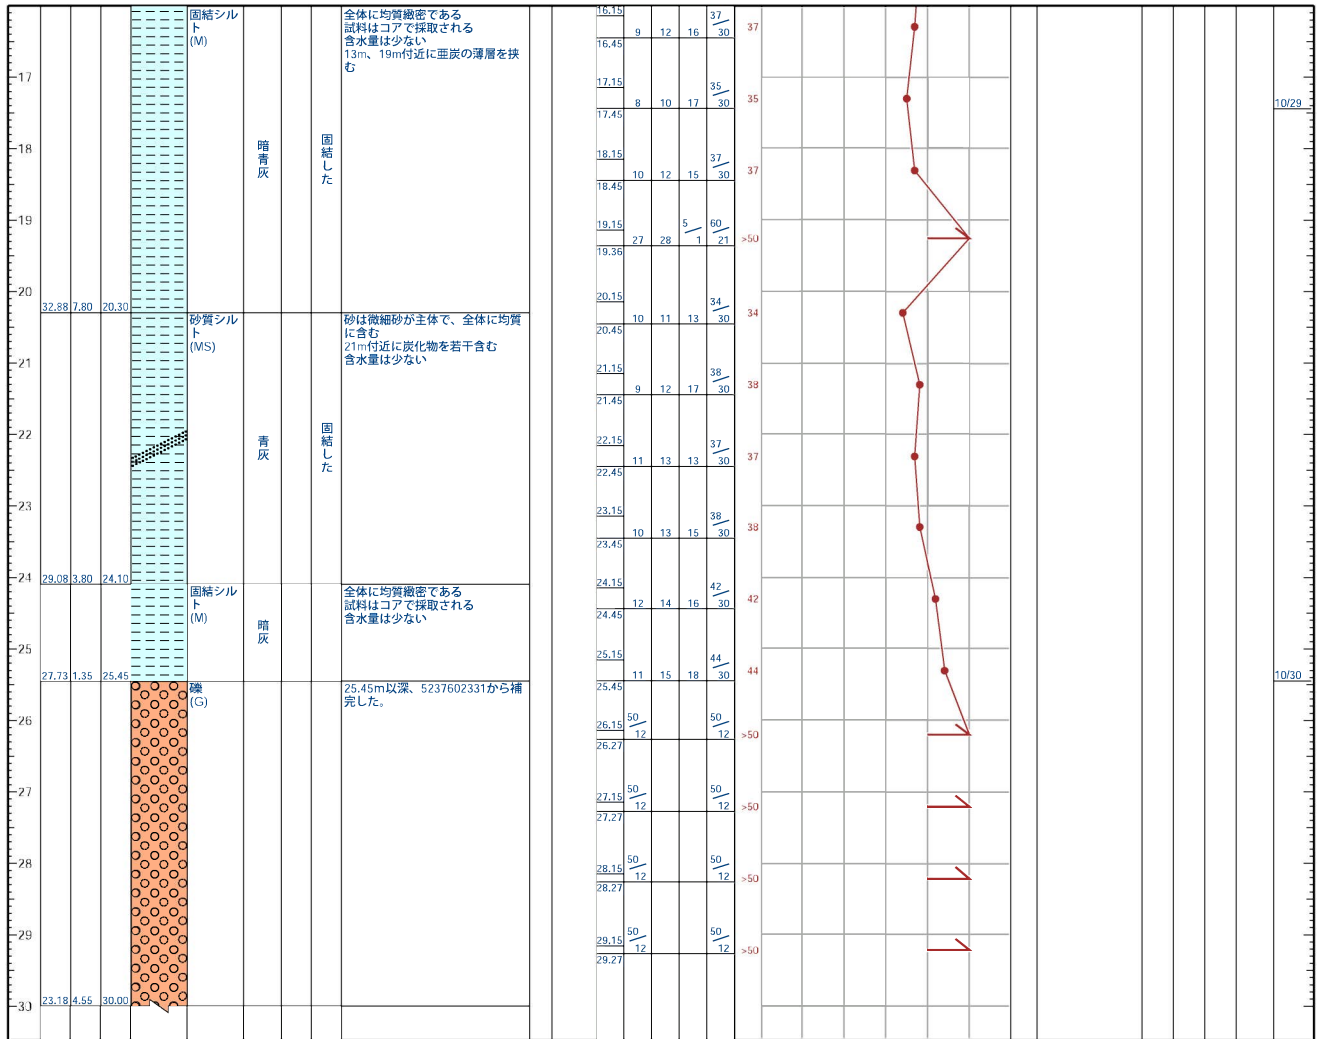 固結シル
ト
(M)
全体に均質緻密である
試料はコアで採取される
含水量は少ない
13m、19m付近に亜炭の薄層を挟
む
暗青灰
固結した
16.15
37
9 12 16 30
16.45
37
17
17.15
35
8 10 17 30
17.45
35
10/29
18
18.15
37
10 12 15 30
18.45
37
19
19.15
5 60
27 28 1 21
19.36
>50
20
20.15
34
10 11 13 30
20.45
34
32.88 7.80 20.30
砂質シル
ト
(MS)
砂は微細砂が主体で、全体に均質
に含む
21m付近に炭化物を若干含む
含水量は少ない
青灰
固結した
21
21.15
38
9 12 17 30
21.45
38
22
22.15
37
11 13 13 30
22.45
37
23
23.15
38
10 13 15 30
23.45
38
24
29.08 3.80 24.10
固結シル
ト
(M)
全体に均質緻密である
試料はコアで採取される
含水量は少ない
暗灰
24.15
42
12 14 16 30
24.45
42
25
25.15
44
11 15 18 30
25.45
44
27.73 1.35 25.45
10/30
礫
(G)
25.45m以深、5237602331から補
完した。
26
26.15
50 50
12 12
26.27
>50
27
27.15
50 50
12 12
27.27
>50
28
28.15
50 50
12 12
28.27
>50
29
29.15
50 50
12 12
29.27
>50
30
23.18 4.55 30.00